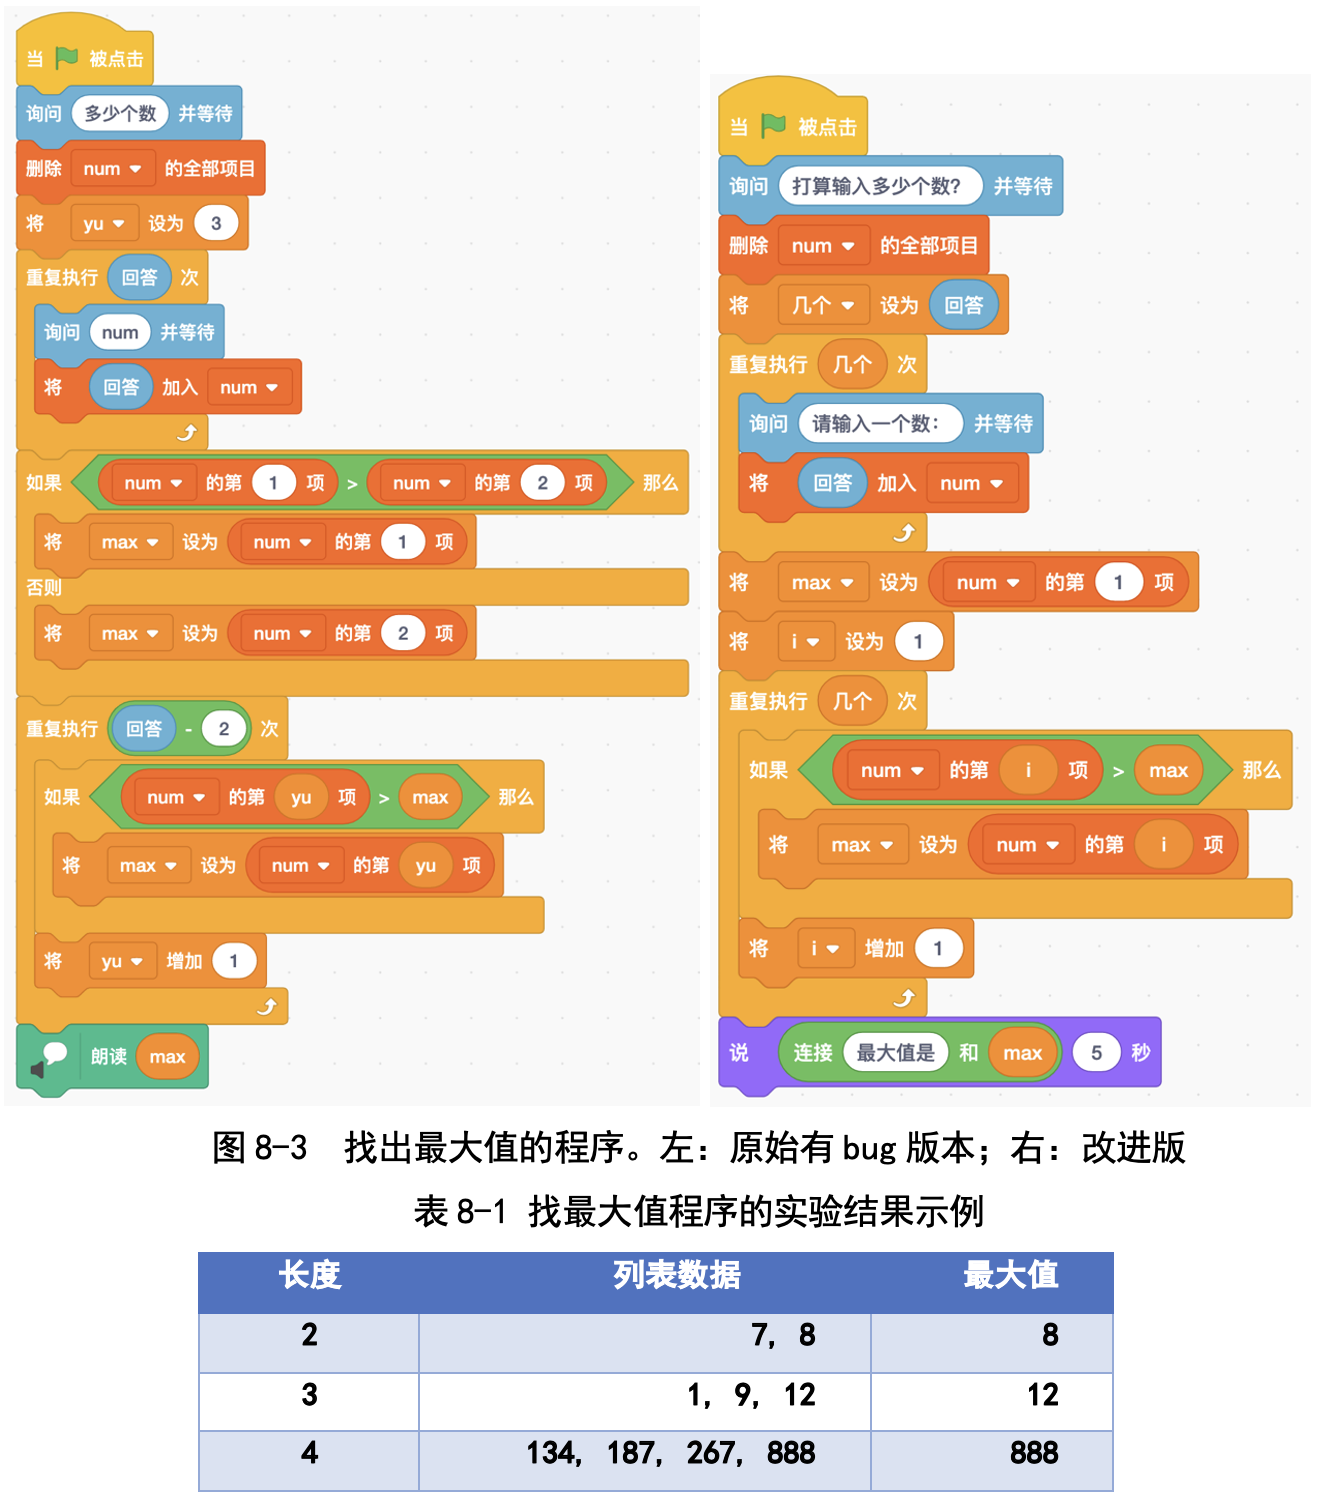 当 被点击
询问 多少个数 并等待
删除 num 的全部项目
将 yu 设为 3
重复执行 回答 次
询问 num 并等待
将 回答 加入 num
如果 num 的第 1 项 > num 的第 2 项 那么
将 max 设为 num 的第 1 项
否则
将 max 设为 num 的第 2 项
重复执行 回答 - 2 次
如果 num 的第 yu 项 > max 那么
将 max 设为 num 的第 yu 项
将 yu 增加 1
朗读 max
当 被点击
询问 打算输入多少个数? 并等待
删除 num 的全部项目
将 几个 设为 回答
重复执行 几个 次
询问 请输入一个数: 并等待
将 回答 加入 num
将 max 设为 num 的第 1 项
将 i 设为 1
重复执行 几个 次
如果 num 的第 i 项 > max 那么
将 max 设为 num 的第 i 项
将 i 增加 1
说 连接 最大值是 和 max 5 秒
图 8-3 找出最大值的程序。左：原始有 bug 版本；右：改进版
表 8-1 找最大值程序的实验结果示例
长度 列表数据 最大值
2 7, 8 8
3 1, 9, 12 12
4 134, 187, 267, 888 888